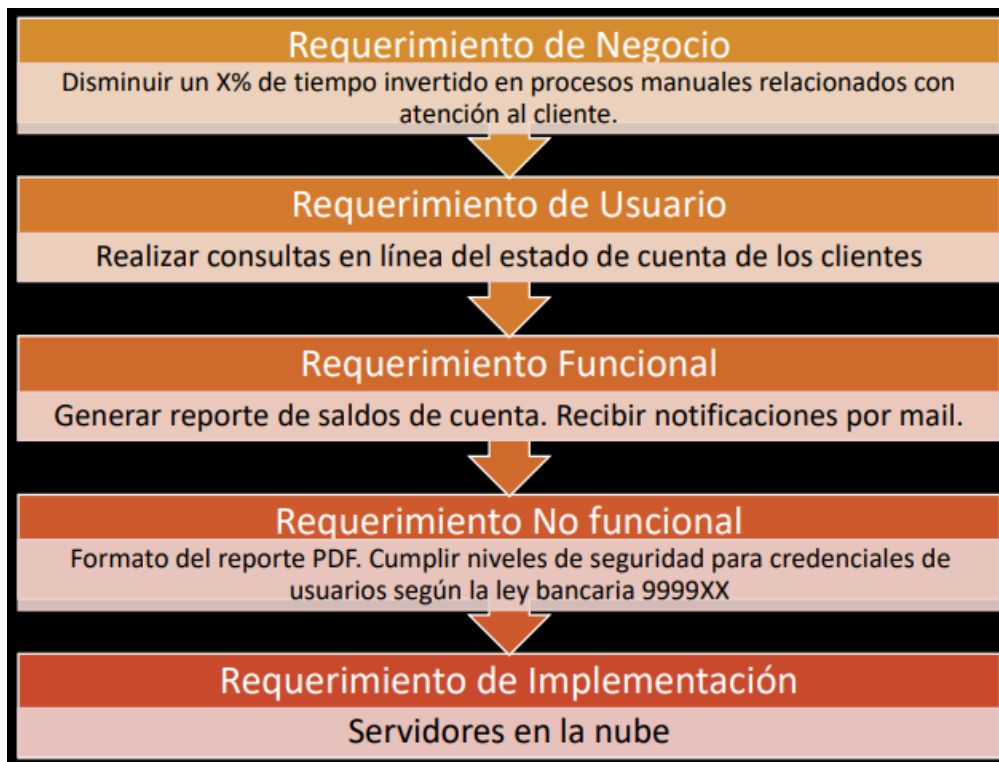 Requerimiento de Negocio
Disminuir un X% de tiempo invertido en procesos manuales relacionados con
atención al cliente.
Requerimiento de Usuario
Realizar consultas en línea del estado de cuenta de los clientes
Requerimiento Funcional
Generar reporte de saldos de cuenta. Recibir notificaciones por mail.
Requerimiento No funcional
Formato del reporte PDF. Cumplir niveles de seguridad para credenciales de
usuarios según la ley bancaria 9999XX
Requerimiento de Implementación
Servidores en la nube